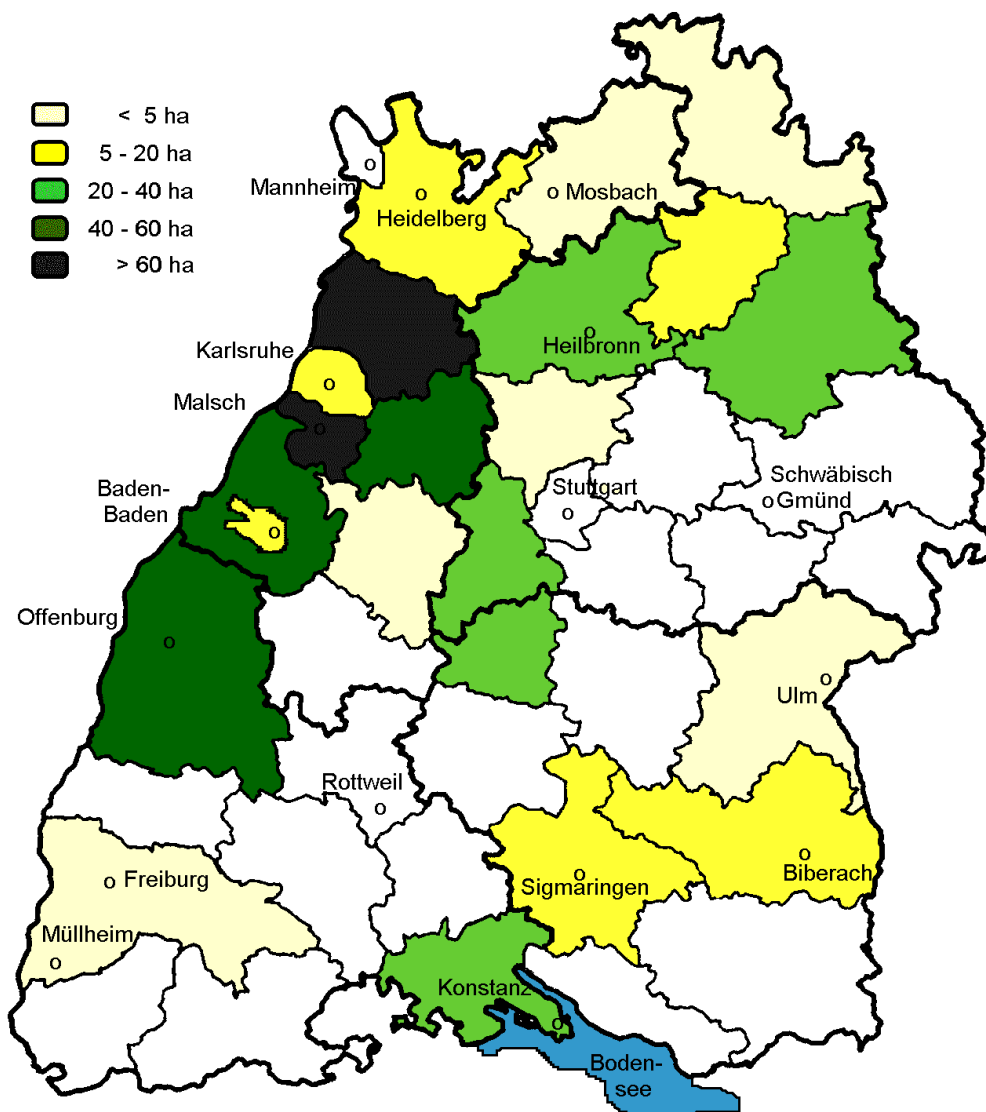 < 5 ha
5 - 20 ha
20 - 40 ha
40 - 60 ha
> 60 ha
Mannheim
Heidelberg
Mosbach
Karlsruhe
Heilbronn
Malsch
Baden-
Baden
Stuttgart
Schwäbisch
Gmünd
Offenburg
Ulm
Rottweil
Freiburg
Sigmaringen
Biberach
Müllheim
Konstanz
Boden-
see